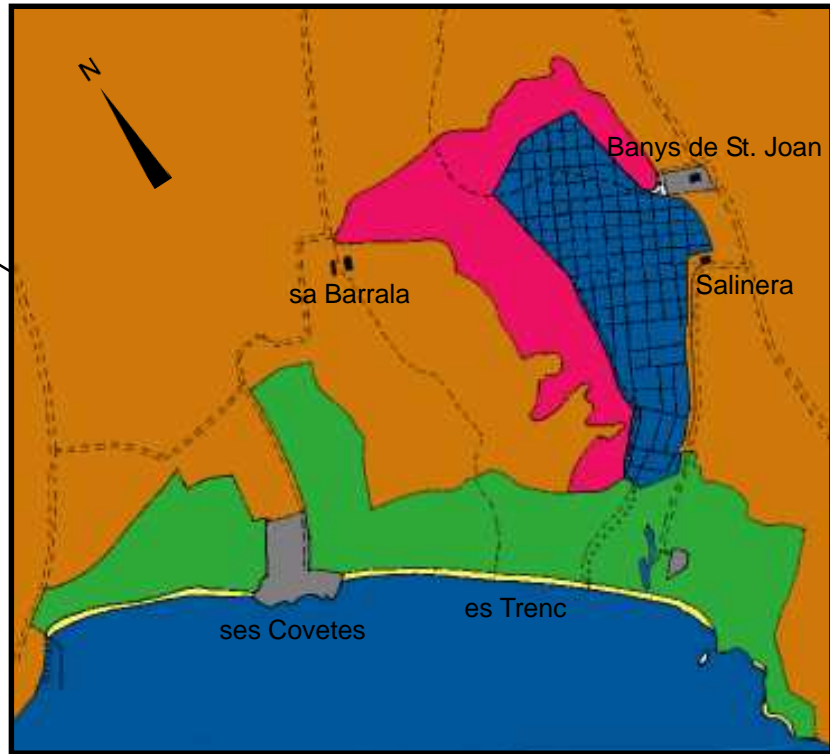 N
Banys de St. Joan
Salinera
sa Barrala
es Trenc
ses Covetes